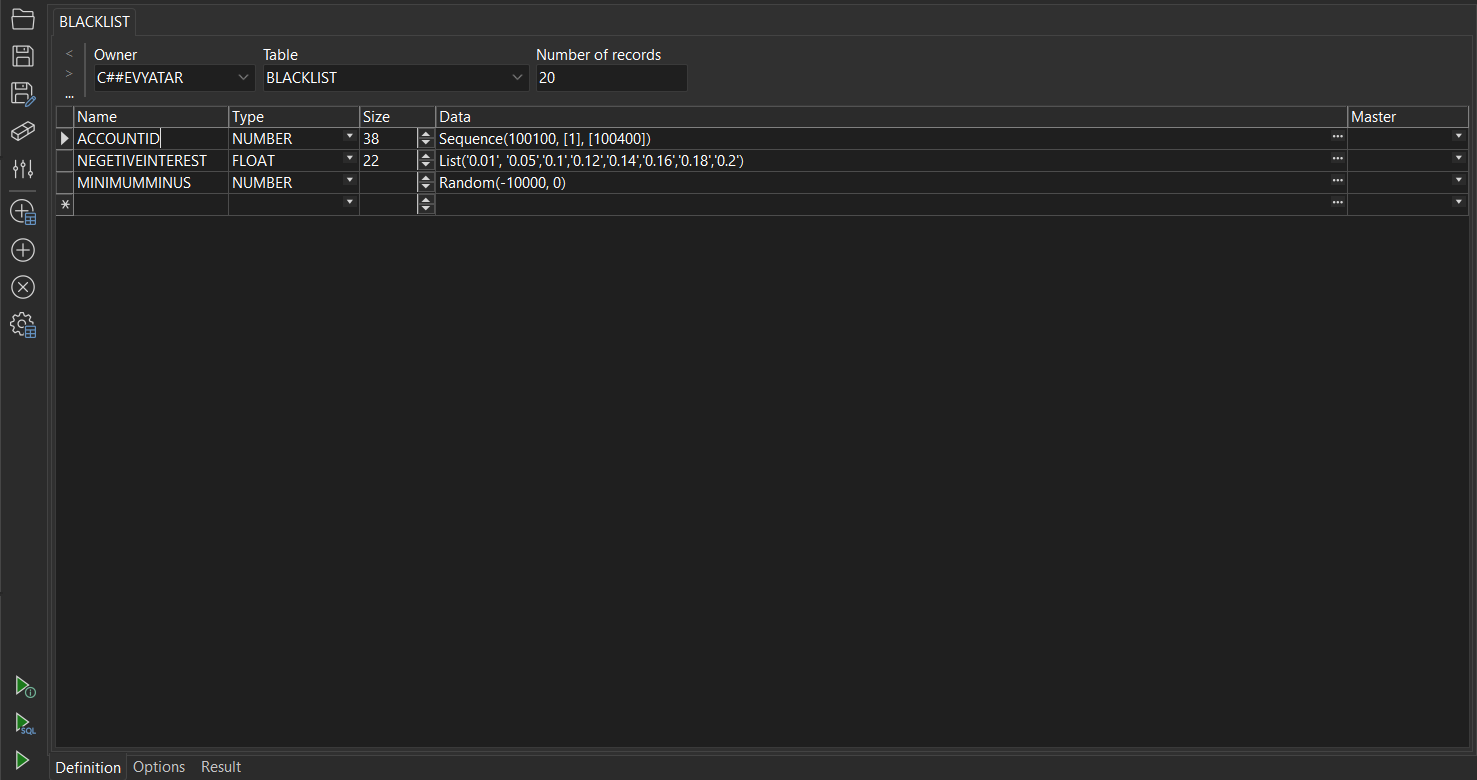 BLACKLIST
Owner Table Number of records
C##EVYATAR BLACKLIST 20
Name Type Size Data Master
ACCOUNTID NUMBER 38 Sequence(100100, [1], [100400])
NEGETIVEINTEREST FLOAT 22 List('0.01', '0.05','0.1','0.12','0.14','0.16','0.18','0.2')
MINIMUMMINUS NUMBER Random(-10000, 0)
SQL
Definition Options Result